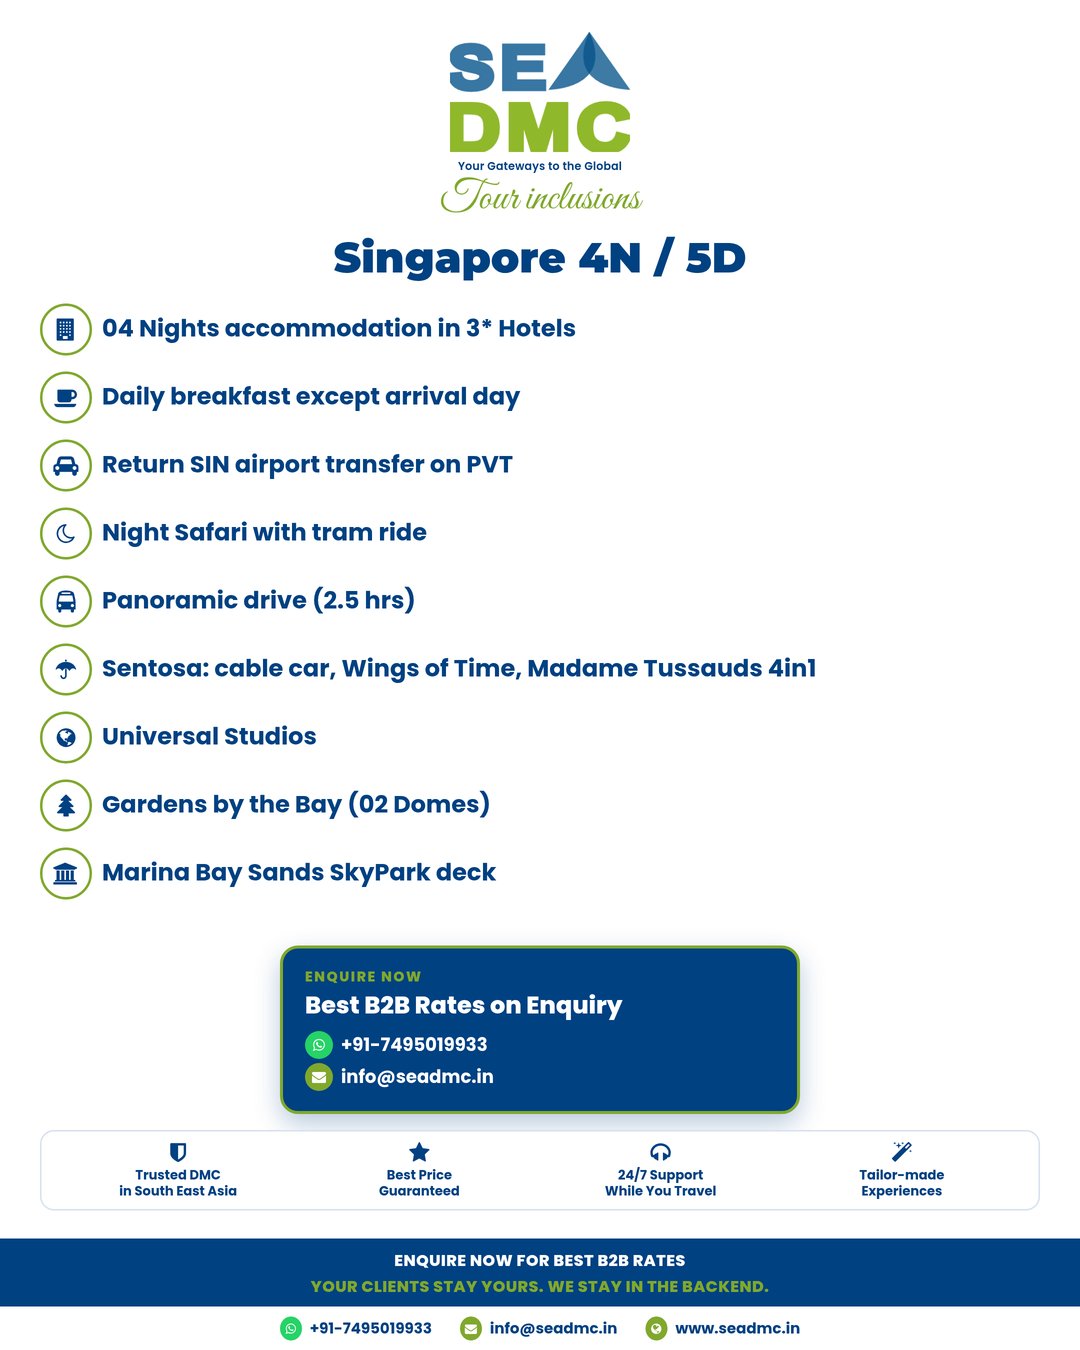 SEA
DMC
Your Gateways to the Global
Tour inclusions
Singapore 4N / 5D
04 Nights accommodation in 3* Hotels
Daily breakfast except arrival day
Return SIN airport transfer on PVT
Night Safari with tram ride
Panoramic drive (2.5 hrs)
Sentosa: cable car, Wings of Time, Madame Tussauds 4in1
Universal Studios
Gardens by the Bay (02 Domes)
Marina Bay Sands SkyPark deck
ENQUIRE NOW
Best B2B Rates on Enquiry
+91-7495019933
info@seadmc.in
Trusted DMC
in South East Asia
Best Price
Guaranteed
24/7 Support
While You Travel
Tailor-made
Experiences
ENQUIRE NOW FOR BEST B2B RATES
YOUR CLIENTS STAY YOURS. WE STAY IN THE BACKEND.
+91-7495019933 info@seadmc.in www.seadmc.in